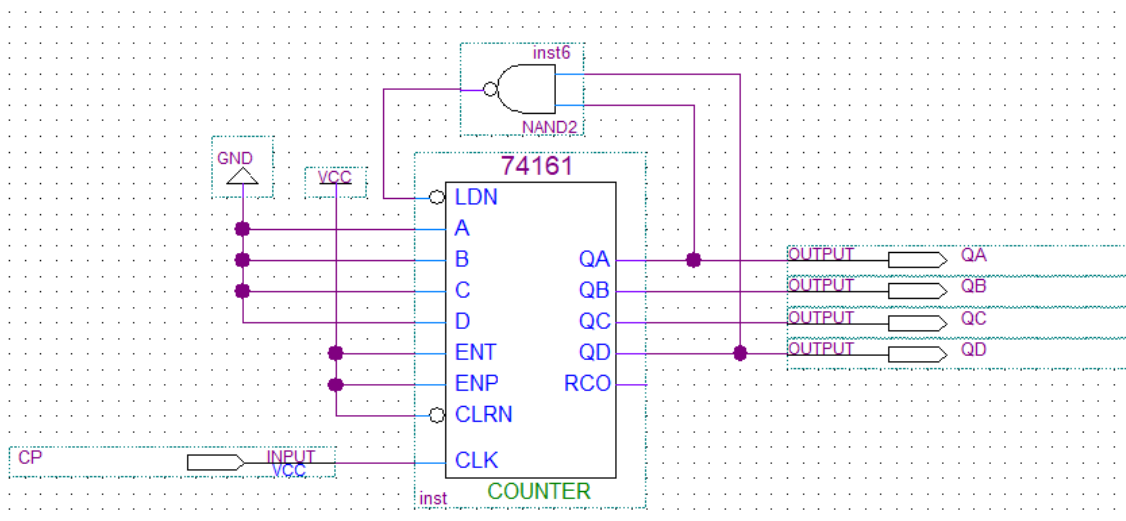 inst6
NAND2
GND
VCC
74161
LDN
A
B
C
D
ENT
ENP
CLRN
CLK
QA
QB
QC
QD
RCO
OUTPUT QA
OUTPUT QB
OUTPUT QC
OUTPUT QD
CP
INPUT
VCC
inst
COUNTER